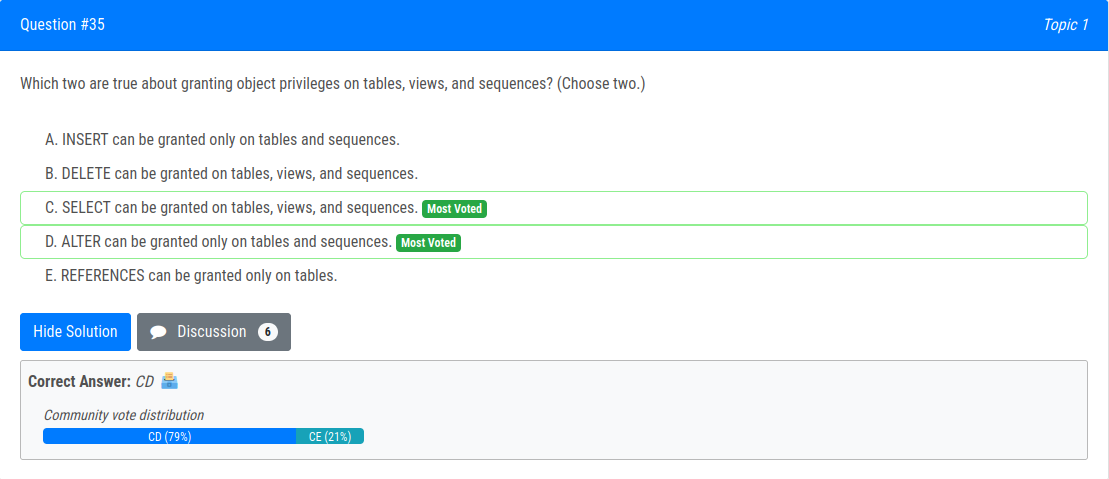 Question #35
Topic 1
Which two are true about granting object privileges on tables, views, and sequences? (Choose two.)
A. INSERT can be granted only on tables and sequences.
B. DELETE can be granted on tables, views, and sequences.
C. SELECT can be granted on tables, views, and sequences. Most Voted
D. ALTER can be granted only on tables and sequences. Most Voted
E. REFERENCES can be granted only on tables.
Hide Solution Discussion 6
Correct Answer: CD
Community vote distribution
CD (79%) CE (21%)